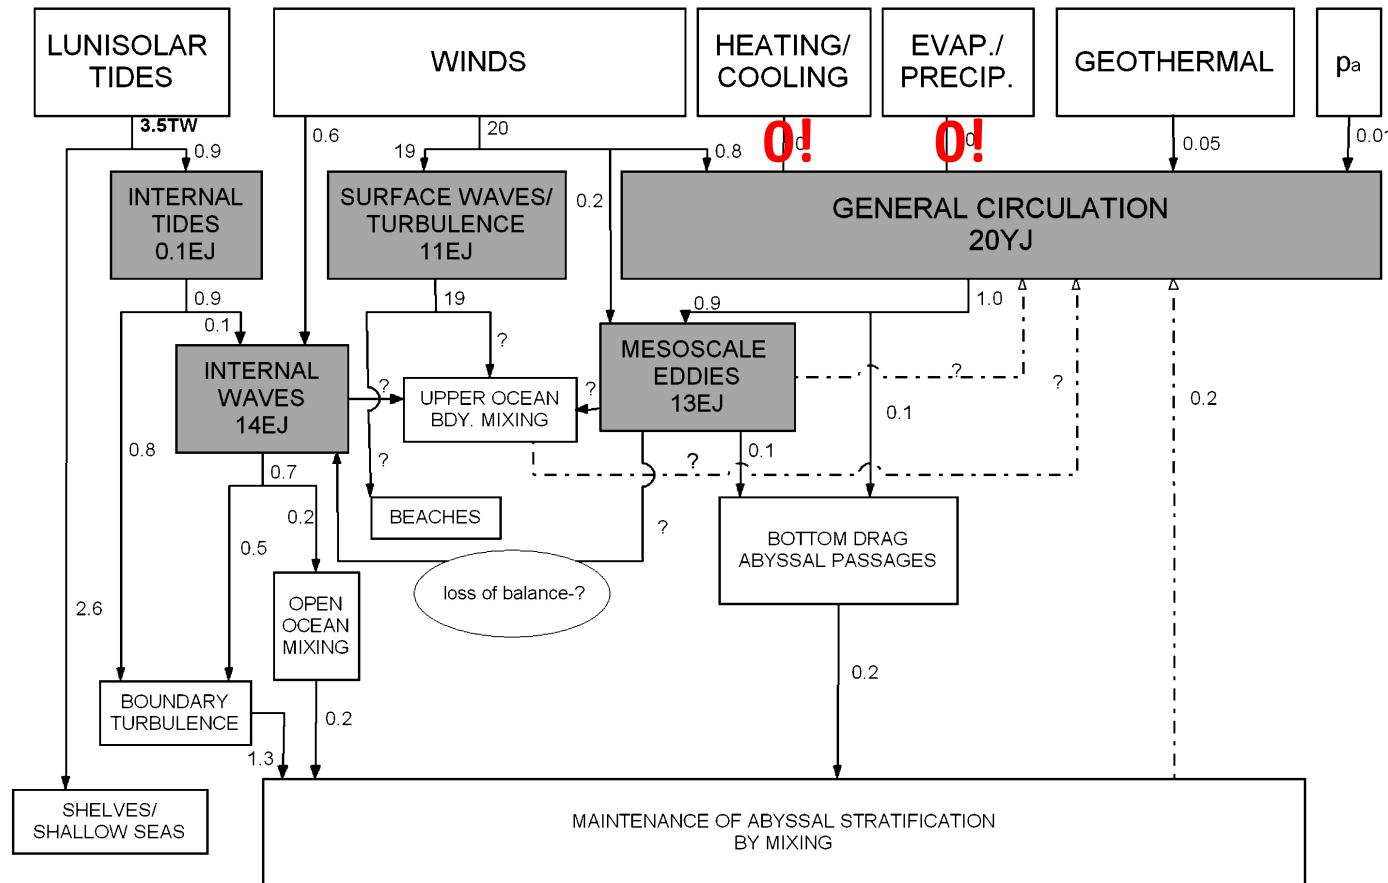 LUNISOLAR
TIDES
WINDS
HEATING/
COOLING
EVAP./
PRECIP.
GEOTHERMAL
pa
3.5TW
0.9
0.6
20
19
0.2
0.8
0
0!
0
0!
0.05
0.01
INTERNAL
TIDES
0.1EJ
SURFACE WAVES/
TURBULENCE
11EJ
GENERAL CIRCULATION
20YJ
0.9
0.1
19
?
0.9
1.0
INTERNAL
WAVES
14EJ
?
UPPER OCEAN
BDY. MIXING
?
MESOSCALE
EDDIES
13EJ
?
?
0.2
0.1
0.8
0.7
0.2
0.5
?
BEACHES
?
0.1
?
loss of balance-?
BOTTOM DRAG
ABYSSAL PASSAGES
OPEN
OCEAN
MIXING
2.6
0.2
0.2
BOUNDARY
TURBULENCE
1.3
SHELVES/
SHALLOW SEAS
MAINTENANCE OF ABYSSAL STRATIFICATION
BY MIXING